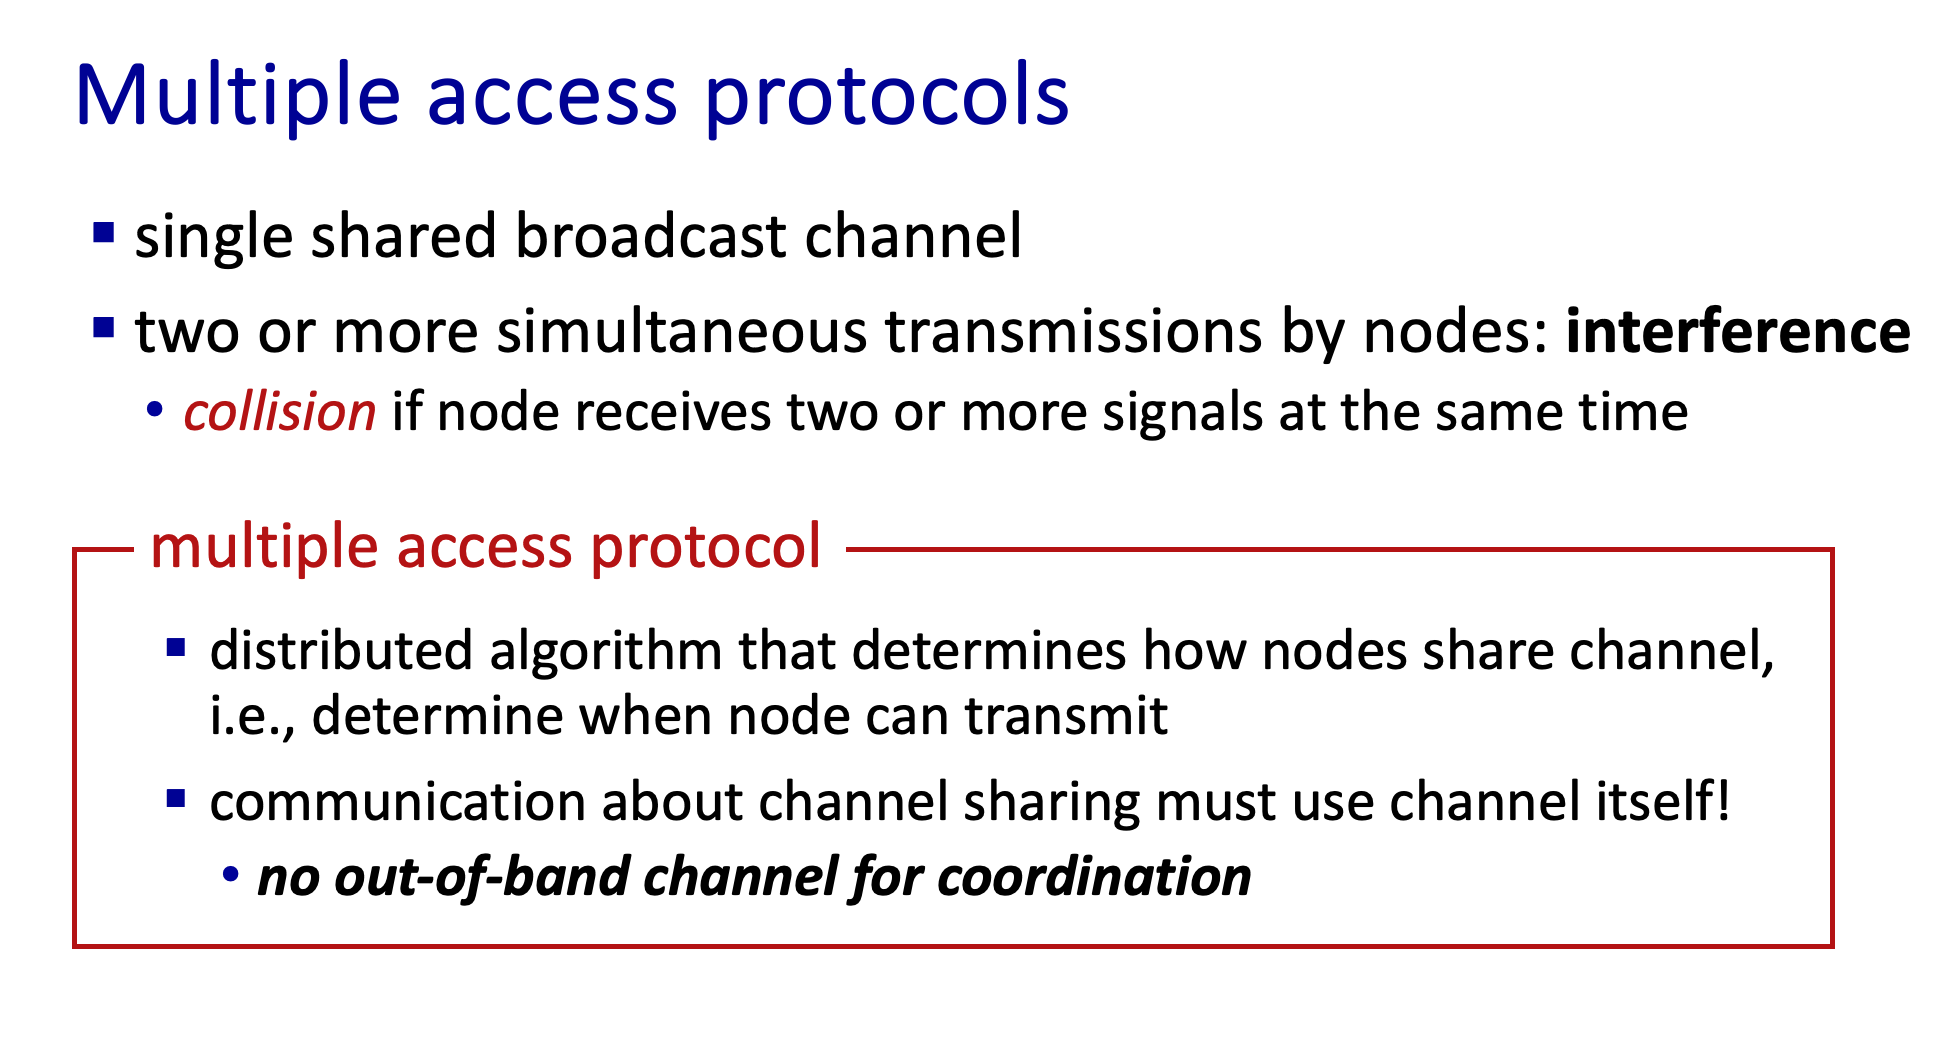 Multiple access protocols
▪ single shared broadcast channel
▪ two or more simultaneous transmissions by nodes: interference
• collision if node receives two or more signals at the same time
multiple access protocol
▪ distributed algorithm that determines how nodes share channel,
i.e., determine when node can transmit
▪ communication about channel sharing must use channel itself!
• no out-of-band channel for coordination